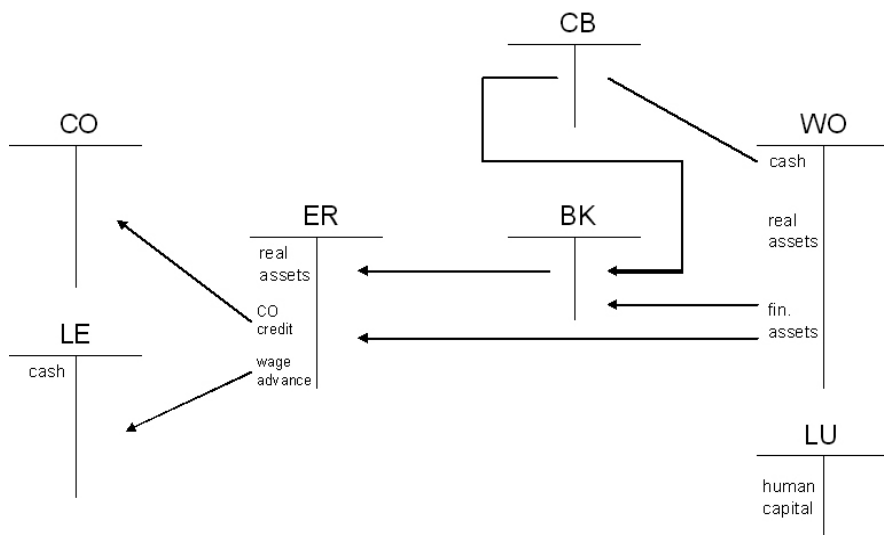 CB
CO
WO
cash
ER
BK
real
assets
real
assets
CO
credit
fin.
assets
LE
cash
wage
advance
LU
human
capital